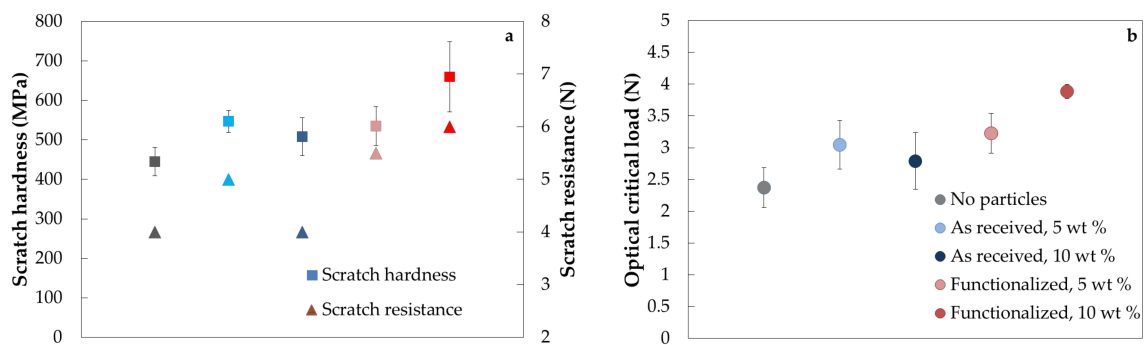 a
Scratch hardness (MPa)
800
700
600
500
400
300
200
100
0
Scratch hardness
Scratch resistance
8
7
6
5
4
3
2
Scratch resistance (N)
b
Optical critical load (N)
5
4.5
4
3.5
3
2.5
2
1.5
1
0.5
0
No particles
As received, 5 wt %
As received, 10 wt %
Functionalized, 5 wt %
Functionalized, 10 wt %